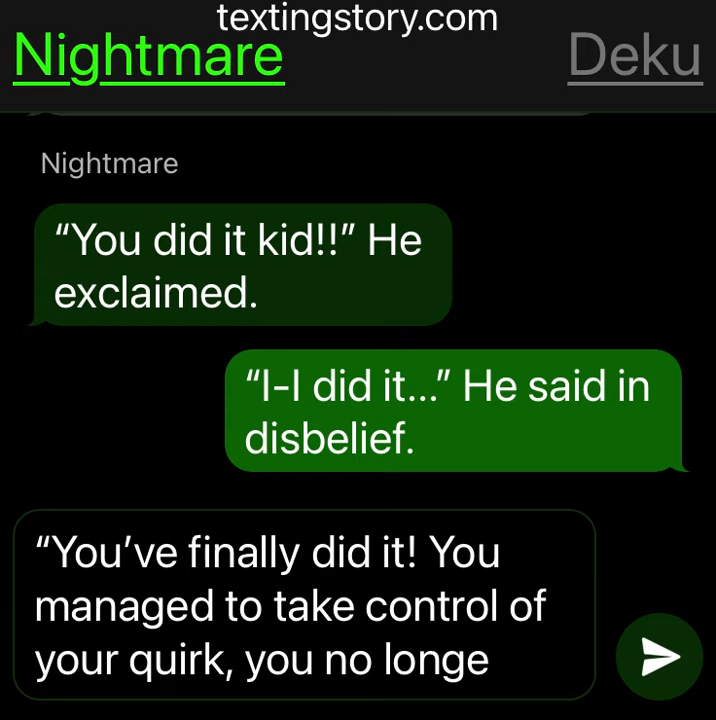 textingstory.com
Nightmare
Deku
Nightmare
“You did it kid!!” He
exclaimed.
“I-I did it...” He said in
disbelief.
“You’ve finally did it! You
managed to take control of
your quirk, you no longe